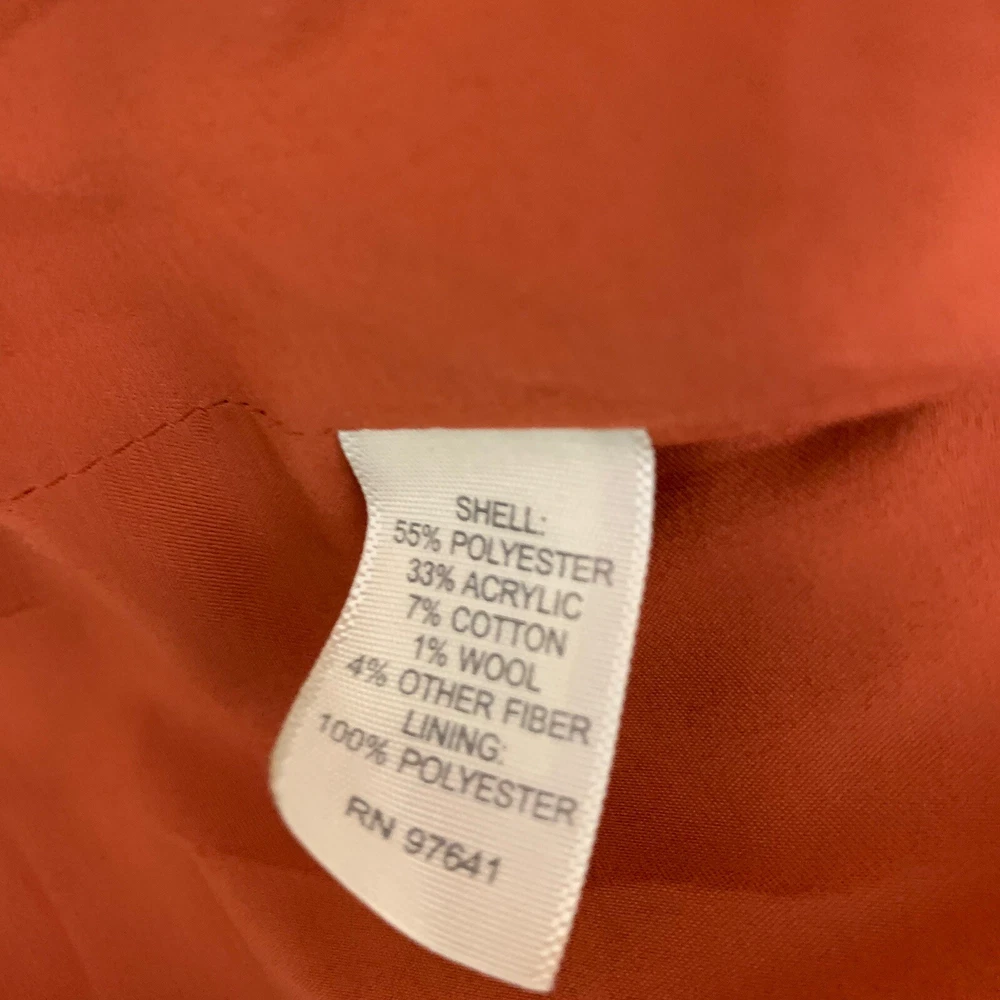 SHELL:
55% POLYESTER
33% ACRYLIC
7% COTTON
1% WOOL
4% OTHER FIBER
LINING:
100% POLYESTER
RN 97641